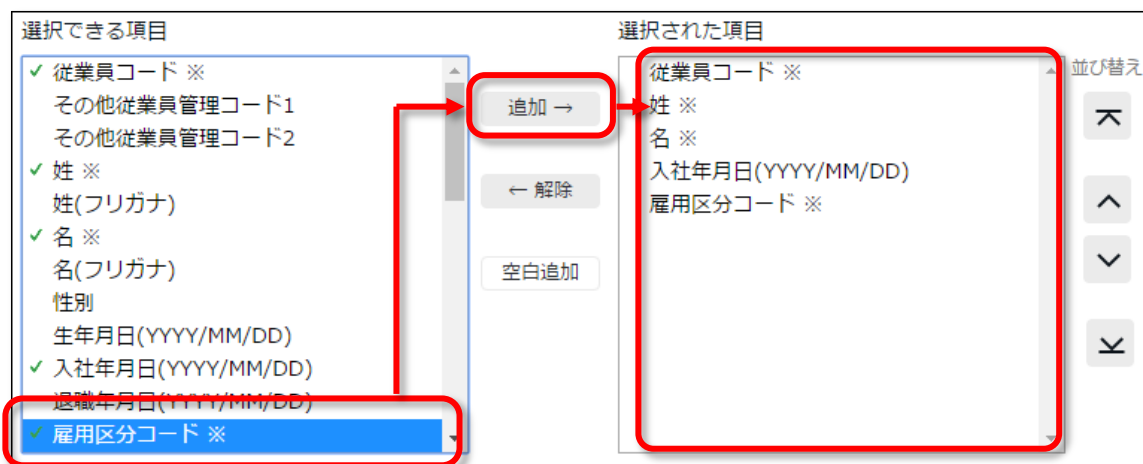 選択できる項目
✓ 従業員コード ※
その他従業員管理コード1
その他従業員管理コード2
✓ 姓 ※
姓(フリガナ)
✓ 名 ※
名(フリガナ)
性別
生年月日(YYYY/MM/DD)
✓ 入社年月日(YYYY/MM/DD)
退職年月日(YYYY/MM/DD)
✓ 雇用区分コード ※
追加 →
← 解除
空白追加
選択された項目
従業員コード ※
姓 ※
名 ※
入社年月日(YYYY/MM/DD)
雇用区分コード ※
並び替え